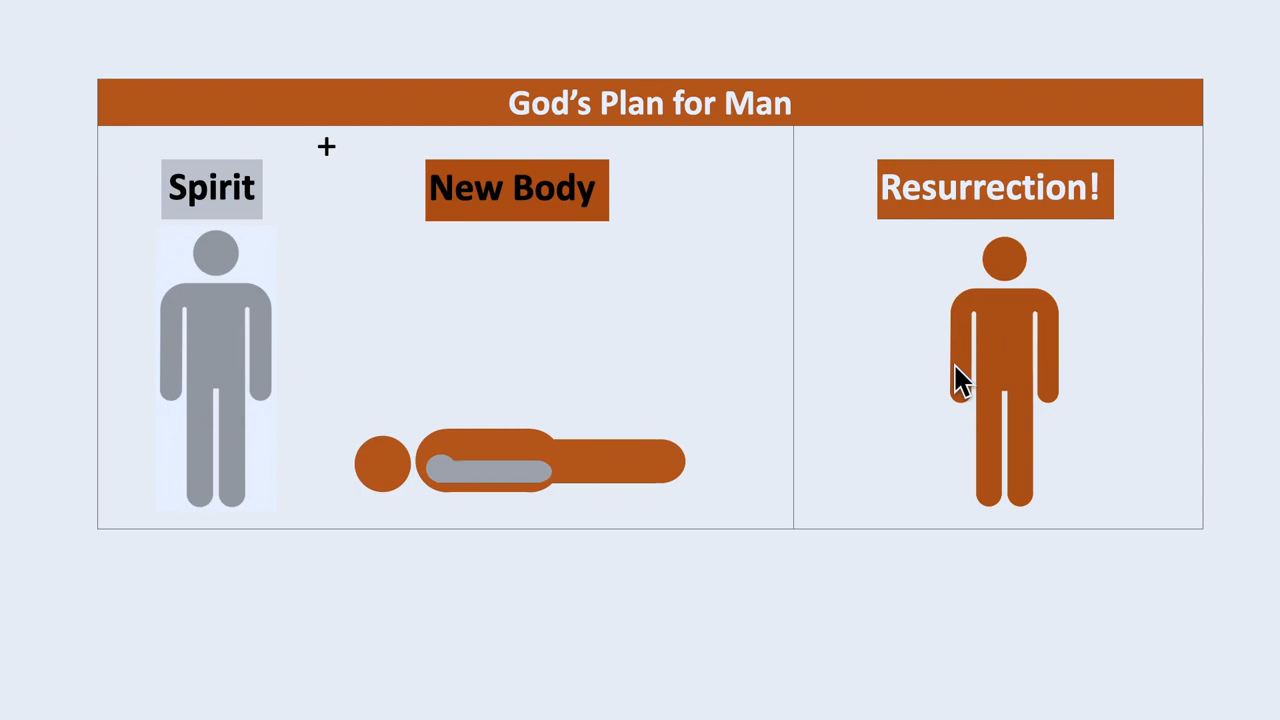 God’s Plan for Man
Spirit
+
New Body
Resurrection!